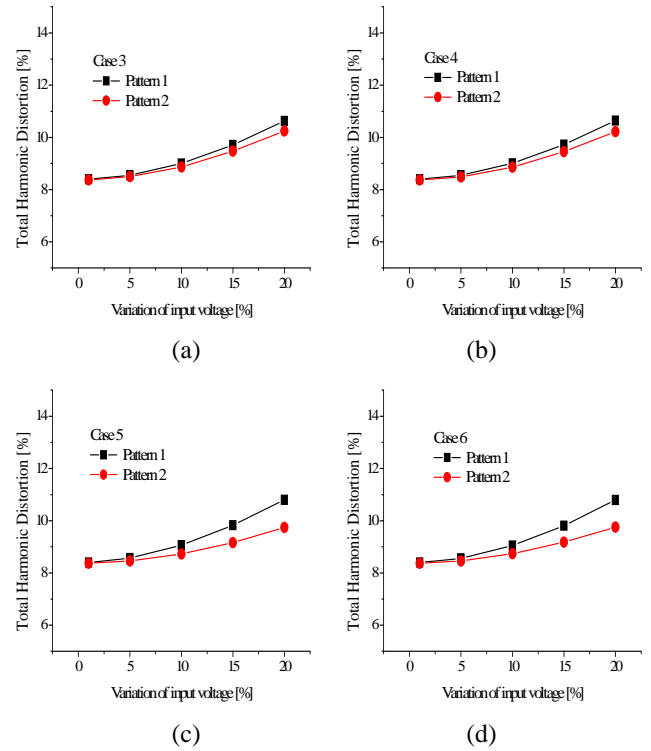 14
12
10
8
6
Total Harmonic Distortion [%]
Case 3
Pattern 1
Pattern 2
0 5 10 15 20
Variation of input voltage [%]
(a)
14
12
10
8
6
Total Harmonic Distortion [%]
Case 4
Pattern 1
Pattern 2
0 5 10 15 20
Variation of input voltage [%]
(b)
14
12
10
8
6
Total Harmonic Distortion [%]
Case 5
Pattern 1
Pattern 2
0 5 10 15 20
Variation of input voltage [%]
(c)
14
12
10
8
6
Total Harmonic Distortion [%]
Case 6
Pattern 1
Pattern 2
0 5 10 15 20
Variation of input voltage [%]
(d)